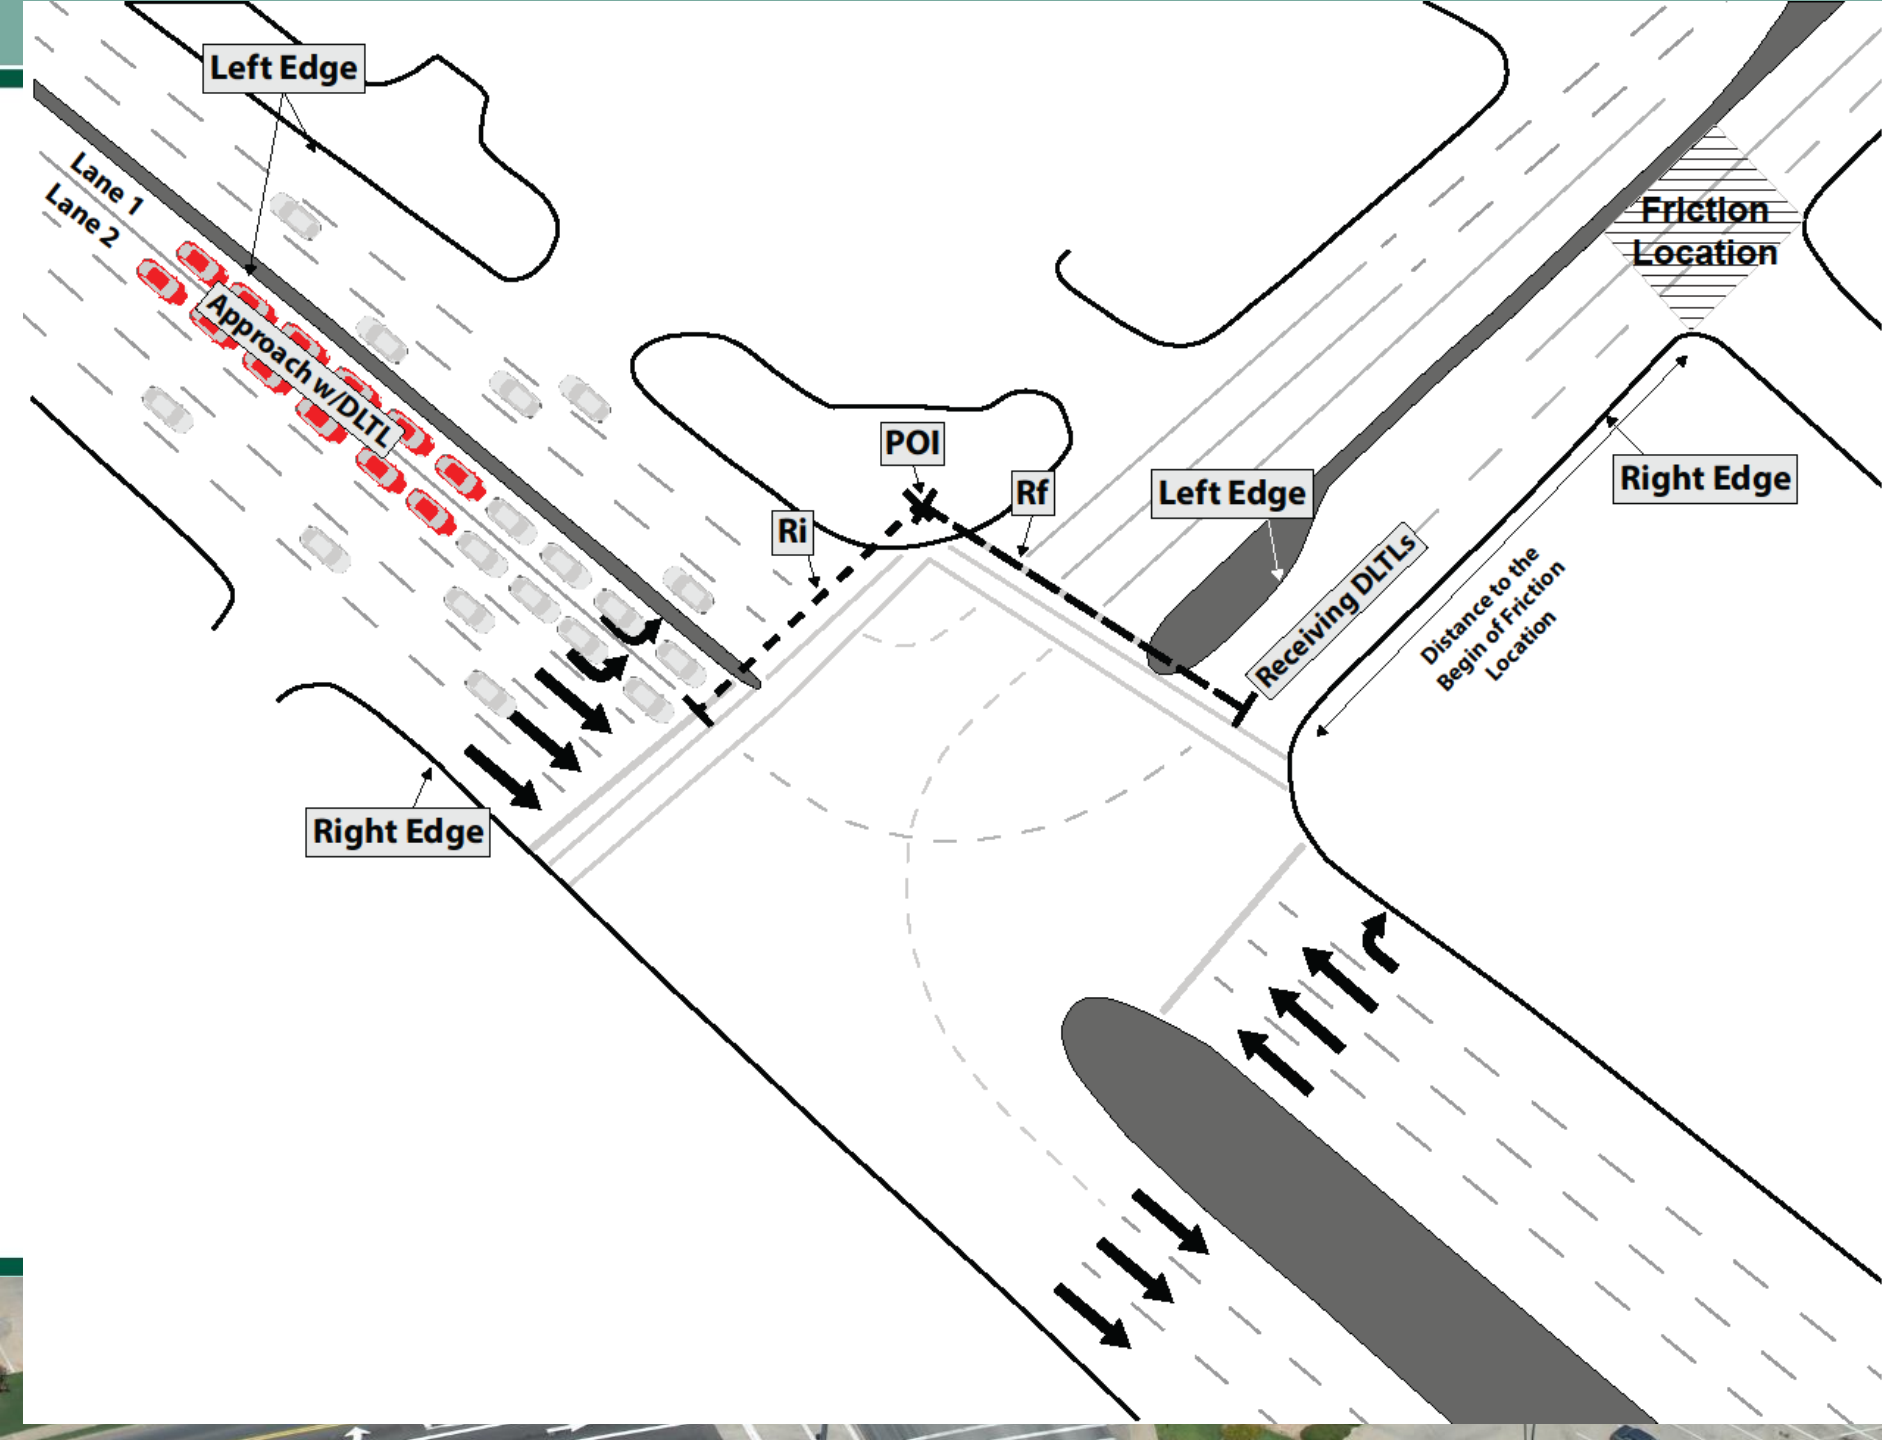 Left Edge
Lane 1
Lane 2
Friction
Location
Approach w/DLTL
POI
Rf
Left Edge
Right Edge
Ri
Receiving DLTLs
Distance to the
Begin of Friction
Location
Right Edge